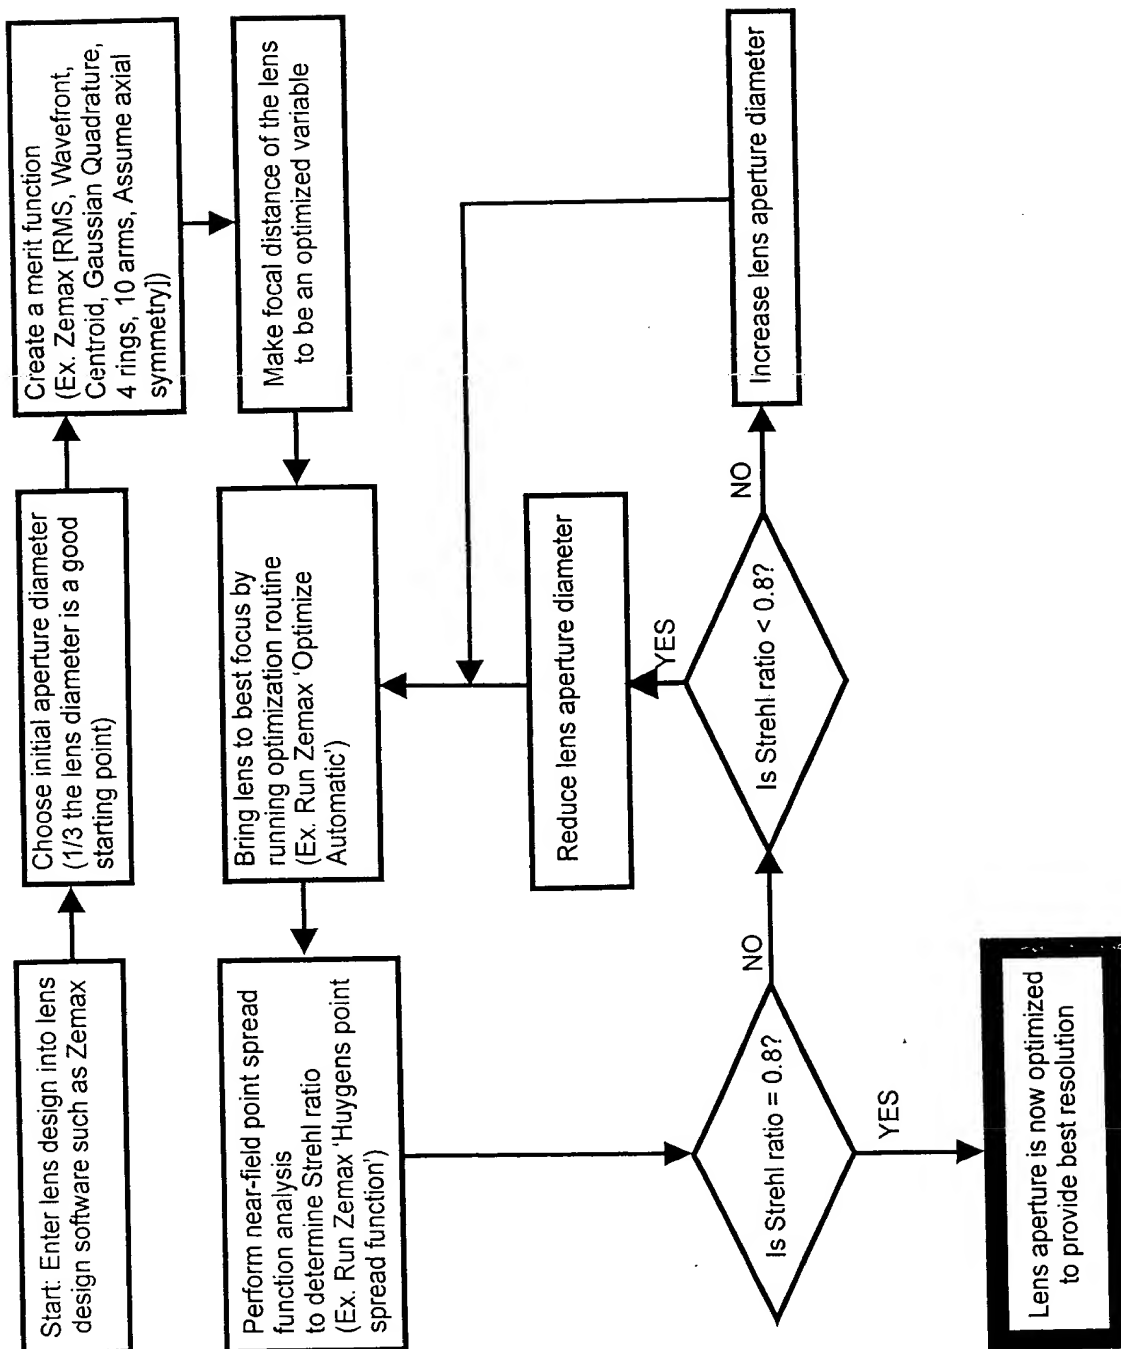 Start: Enter lens design into lens
design software such as Zemax
Choose initial aperture diameter
(1/3 the lens diameter is a good
starting point)
Create a merit function
(Ex. Zemax [RMS, Wavefront,
Centroid, Gaussian Quadrature,
4 rings, 10 arms, Assume axial
symmetry])
Make focal distance of the lens
to be an optimized variable
Bring lens to best focus by
running optimization routine
(Ex. Run Zemax 'Optimize
Automatic')
Perform near-field point spread
function analysis
to determine Strehl ratio
(Ex. Run Zemax 'Huygens point
spread function')
Is Strehl ratio = 0.8?
NO
YES
Is Strehl ratio < 0.8?
YES
NO
Reduce lens aperture diameter
Increase lens aperture diameter
Lens aperture is now optimized
to provide best resolution